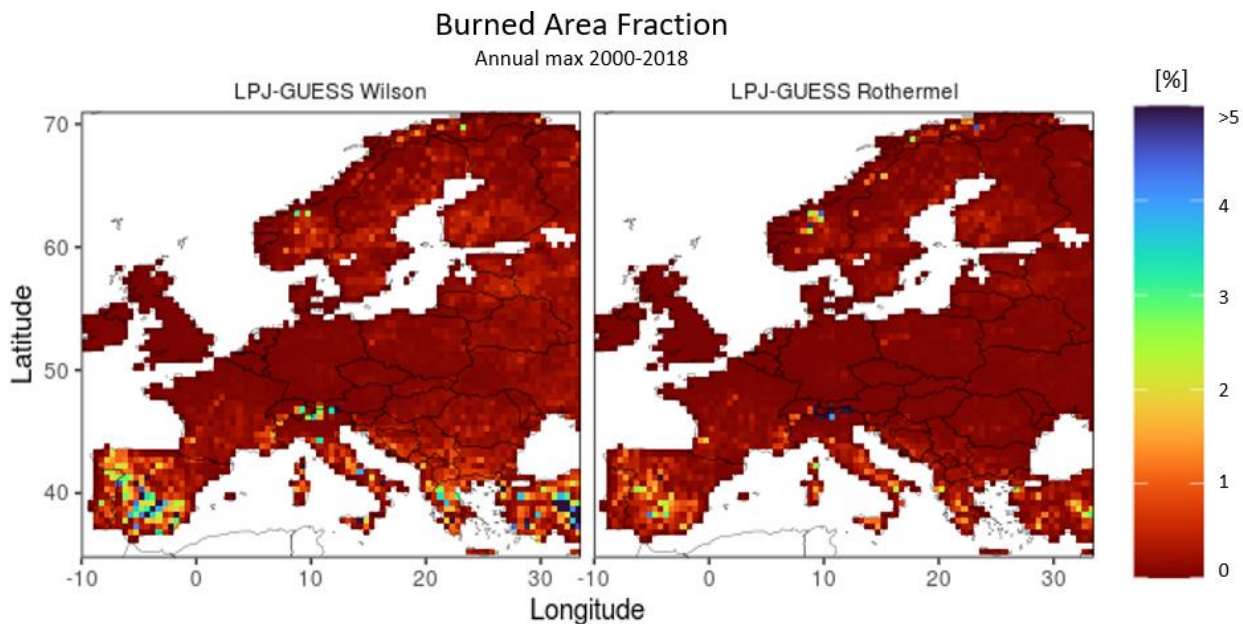 Burned Area Fraction
Annual max 2000-2018
LPJ-GUESS Wilson
LPJ-GUESS Rothermel
[%]
>5
4
3
2
1
0
Latitude
70
60
50
40
-10 0 10 20 30
-10 0 10 20 30
Longitude